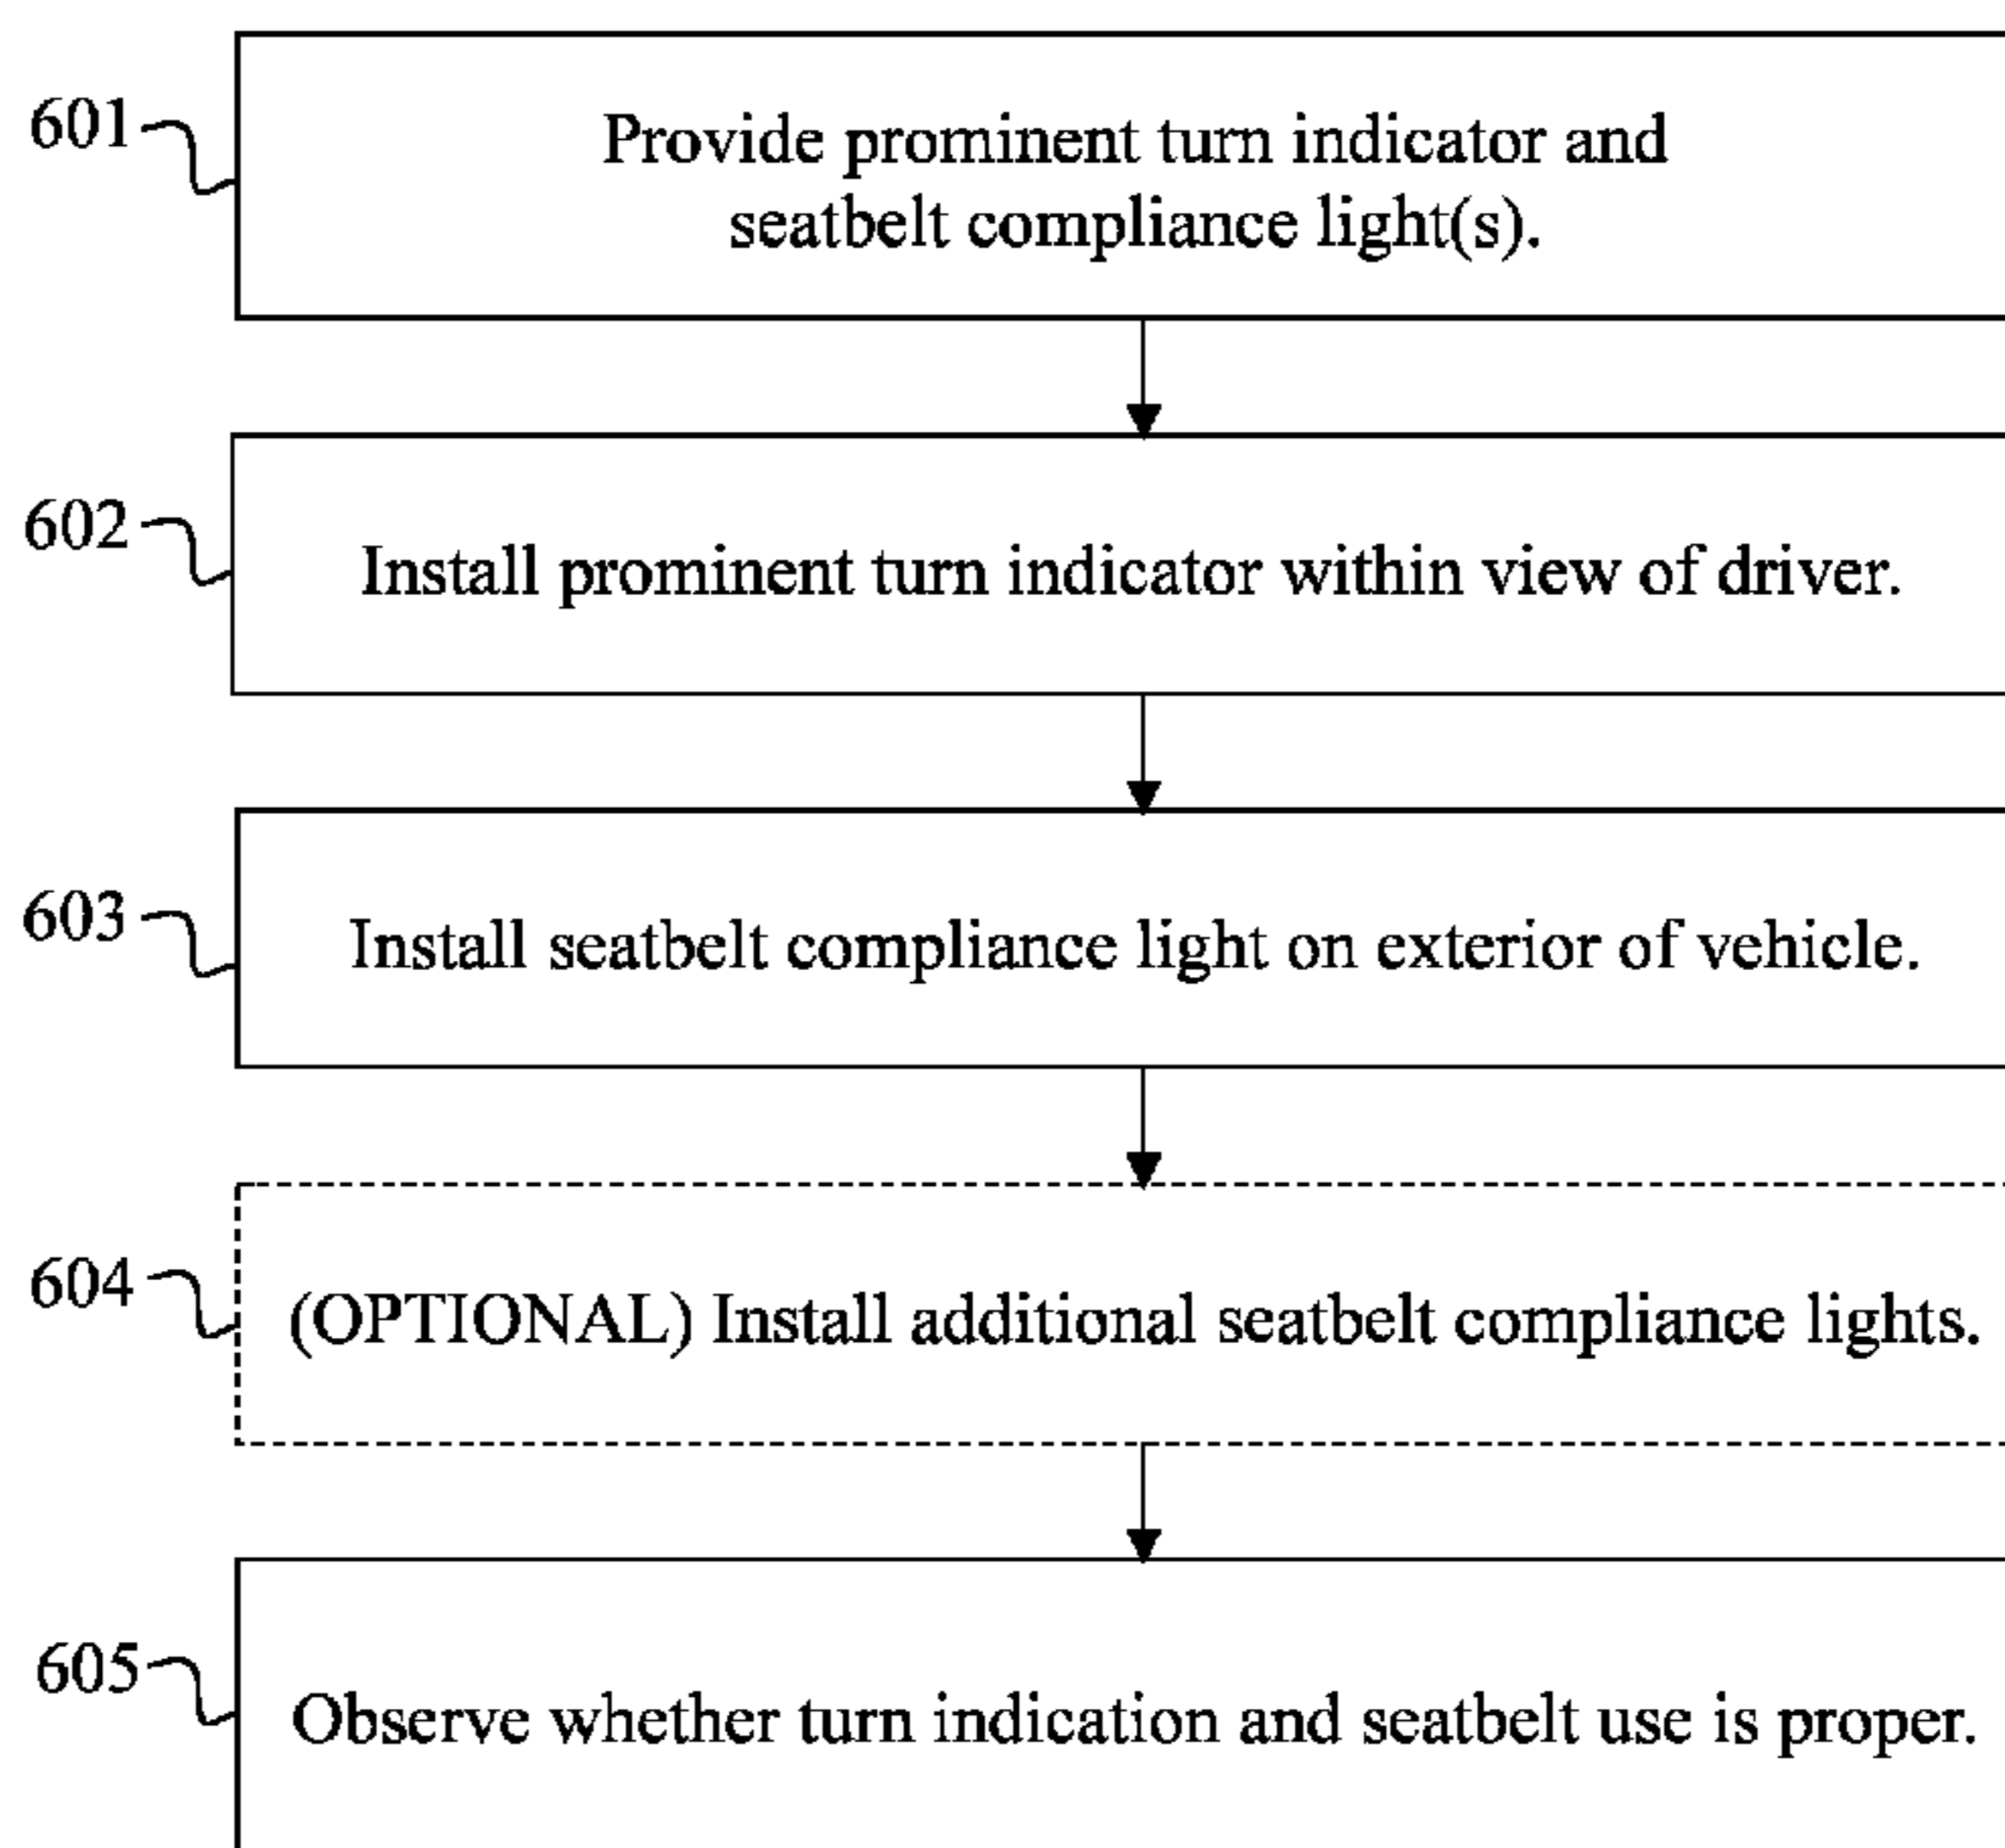 601
Provide prominent turn indicator and
seatbelt compliance light(s).
602
Install prominent turn indicator within view of driver.
603
Install seatbelt compliance light on exterior of vehicle.
604
(OPTIONAL) Install additional seatbelt compliance lights.
605
Observe whether turn indication and seatbelt use is proper.